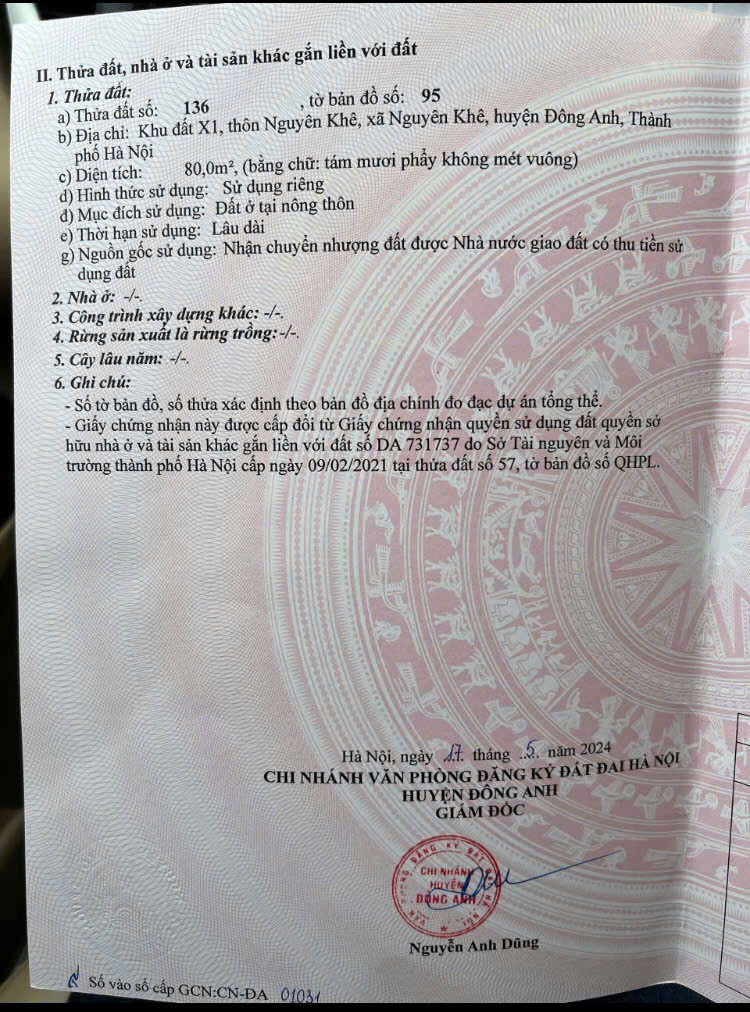 II. Thửa đất, nhà ở và tài sản khác gắn liền với đất
1. Thửa đất:
a) Thửa đất số: 136 , tờ bản đồ số: 95
b) Địa chỉ: Khu đất X1, thôn Nguyên Khê, xã Nguyên Khê, huyện Đông Anh, Thành
phố Hà Nội
c) Diện tích: 80,0m², (bằng chữ: tám mươi phẩy không mét vuông)
d) Hình thức sử dụng: Sử dụng riêng
đ) Mục đích sử dụng: Đất ở tại nông thôn
e) Thời hạn sử dụng: Lâu dài
g) Nguồn gốc sử dụng: Nhận chuyển nhượng đất được Nhà nước giao đất có thu tiền sử
dụng đất
2. Nhà ở: -/-.
3. Công trình xây dựng khác: -/-.
4. Rừng sản xuất là rừng trồng: -/-.
5. Cây lâu năm: -/-.
6. Ghi chú:
- Số tờ bản đồ, số thửa xác định theo bản đồ địa chính đo đạc dự án tổng thể.
- Giấy chứng nhận này được cấp đổi từ Giấy chứng nhận quyền sử dụng đất quyền sở
hữu nhà ở và tài sản khác gắn liền với đất số DA 731737 do Sở Tài nguyên và Môi
trường thành phố Hà Nội cấp ngày 09/02/2021 tại thửa đất số 57, tờ bản đồ số QHPL.
Hà Nội, ngày 17 tháng 5 năm 2024
CHI NHÁNH VĂN PHÒNG ĐĂNG KÝ ĐẤT ĐAI HÀ NỘI
HUYỆN ĐÔNG ANH
GIÁM ĐỐC
VĂN PHÒNG ĐĂNG KÝ ĐẤT ĐAI HÀ NỘI
CHI NHÁNH
HUYỆN
ĐÔNG ANH
Nguyễn Anh Dũng
Số vào sổ cấp GCN:CN-ĐA 01031